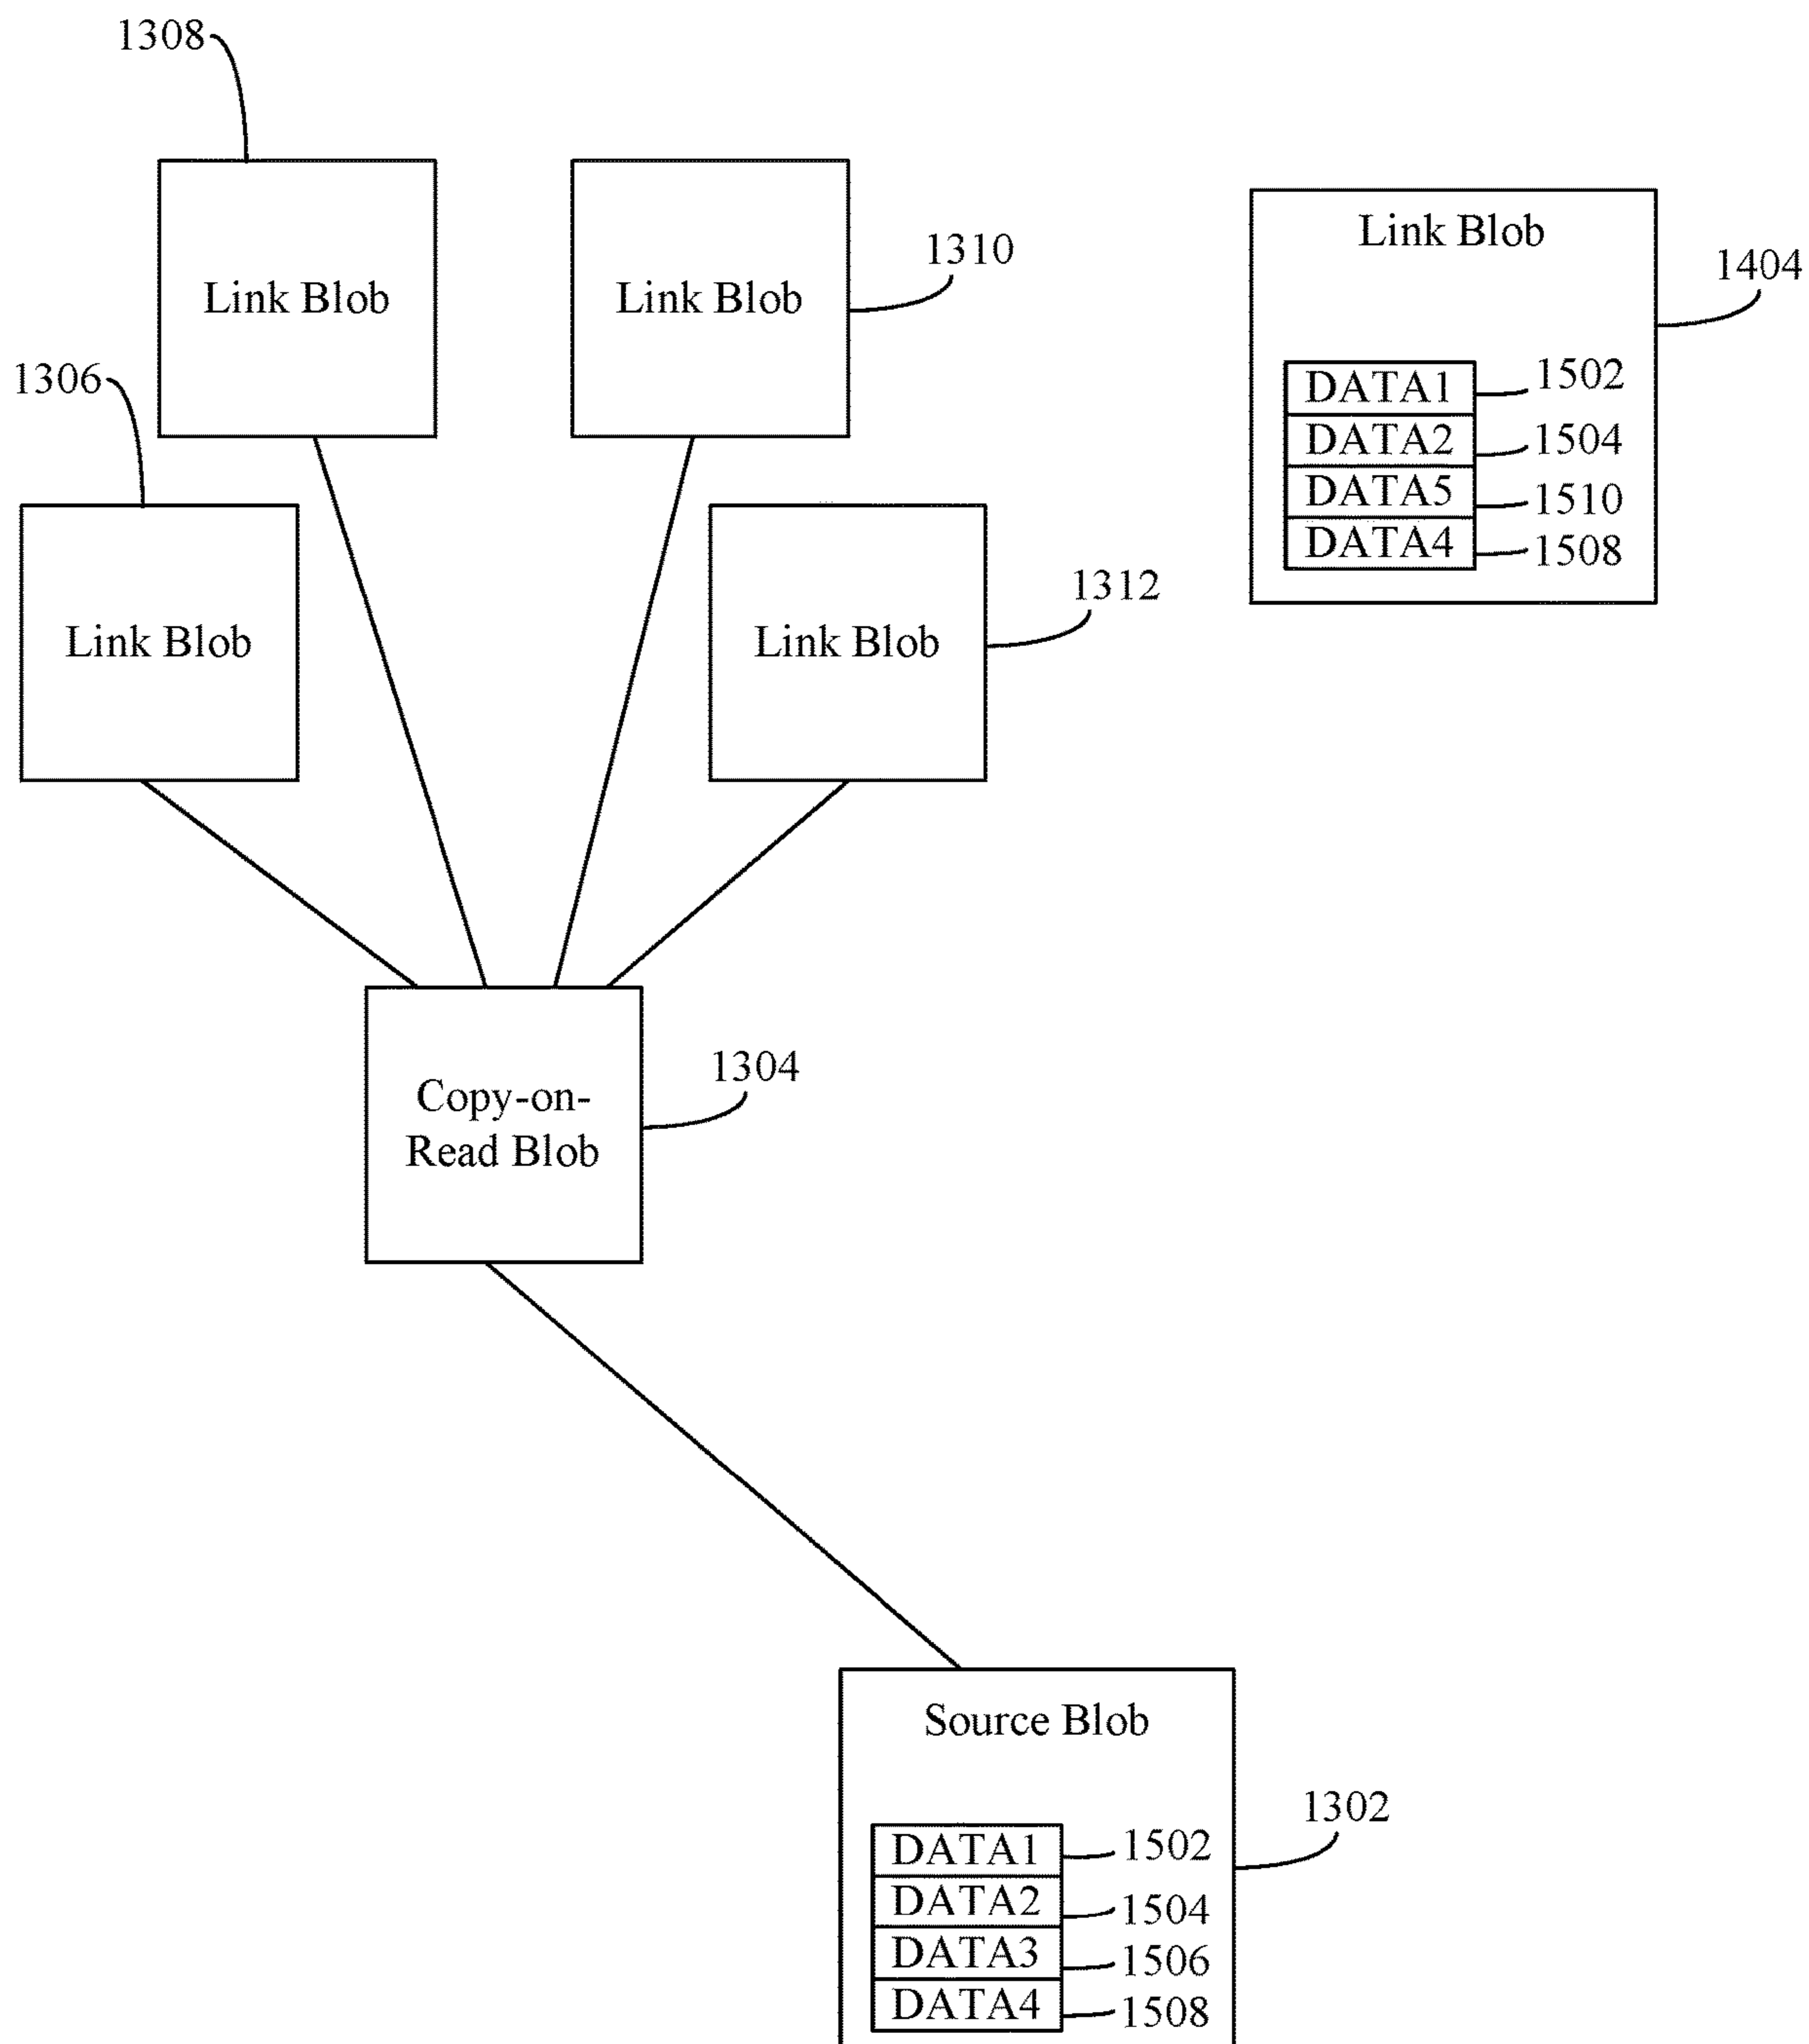 1308
Link Blob
Link Blob
1310
Link Blob
1404
DATA1
1502
DATA2
1504
DATA5
1510
DATA4
1508
1306
Link Blob
Link Blob
1312
Copy-on-
Read Blob
1304
Source Blob
1302
DATA1
1502
DATA2
1504
DATA3
1506
DATA4
1508